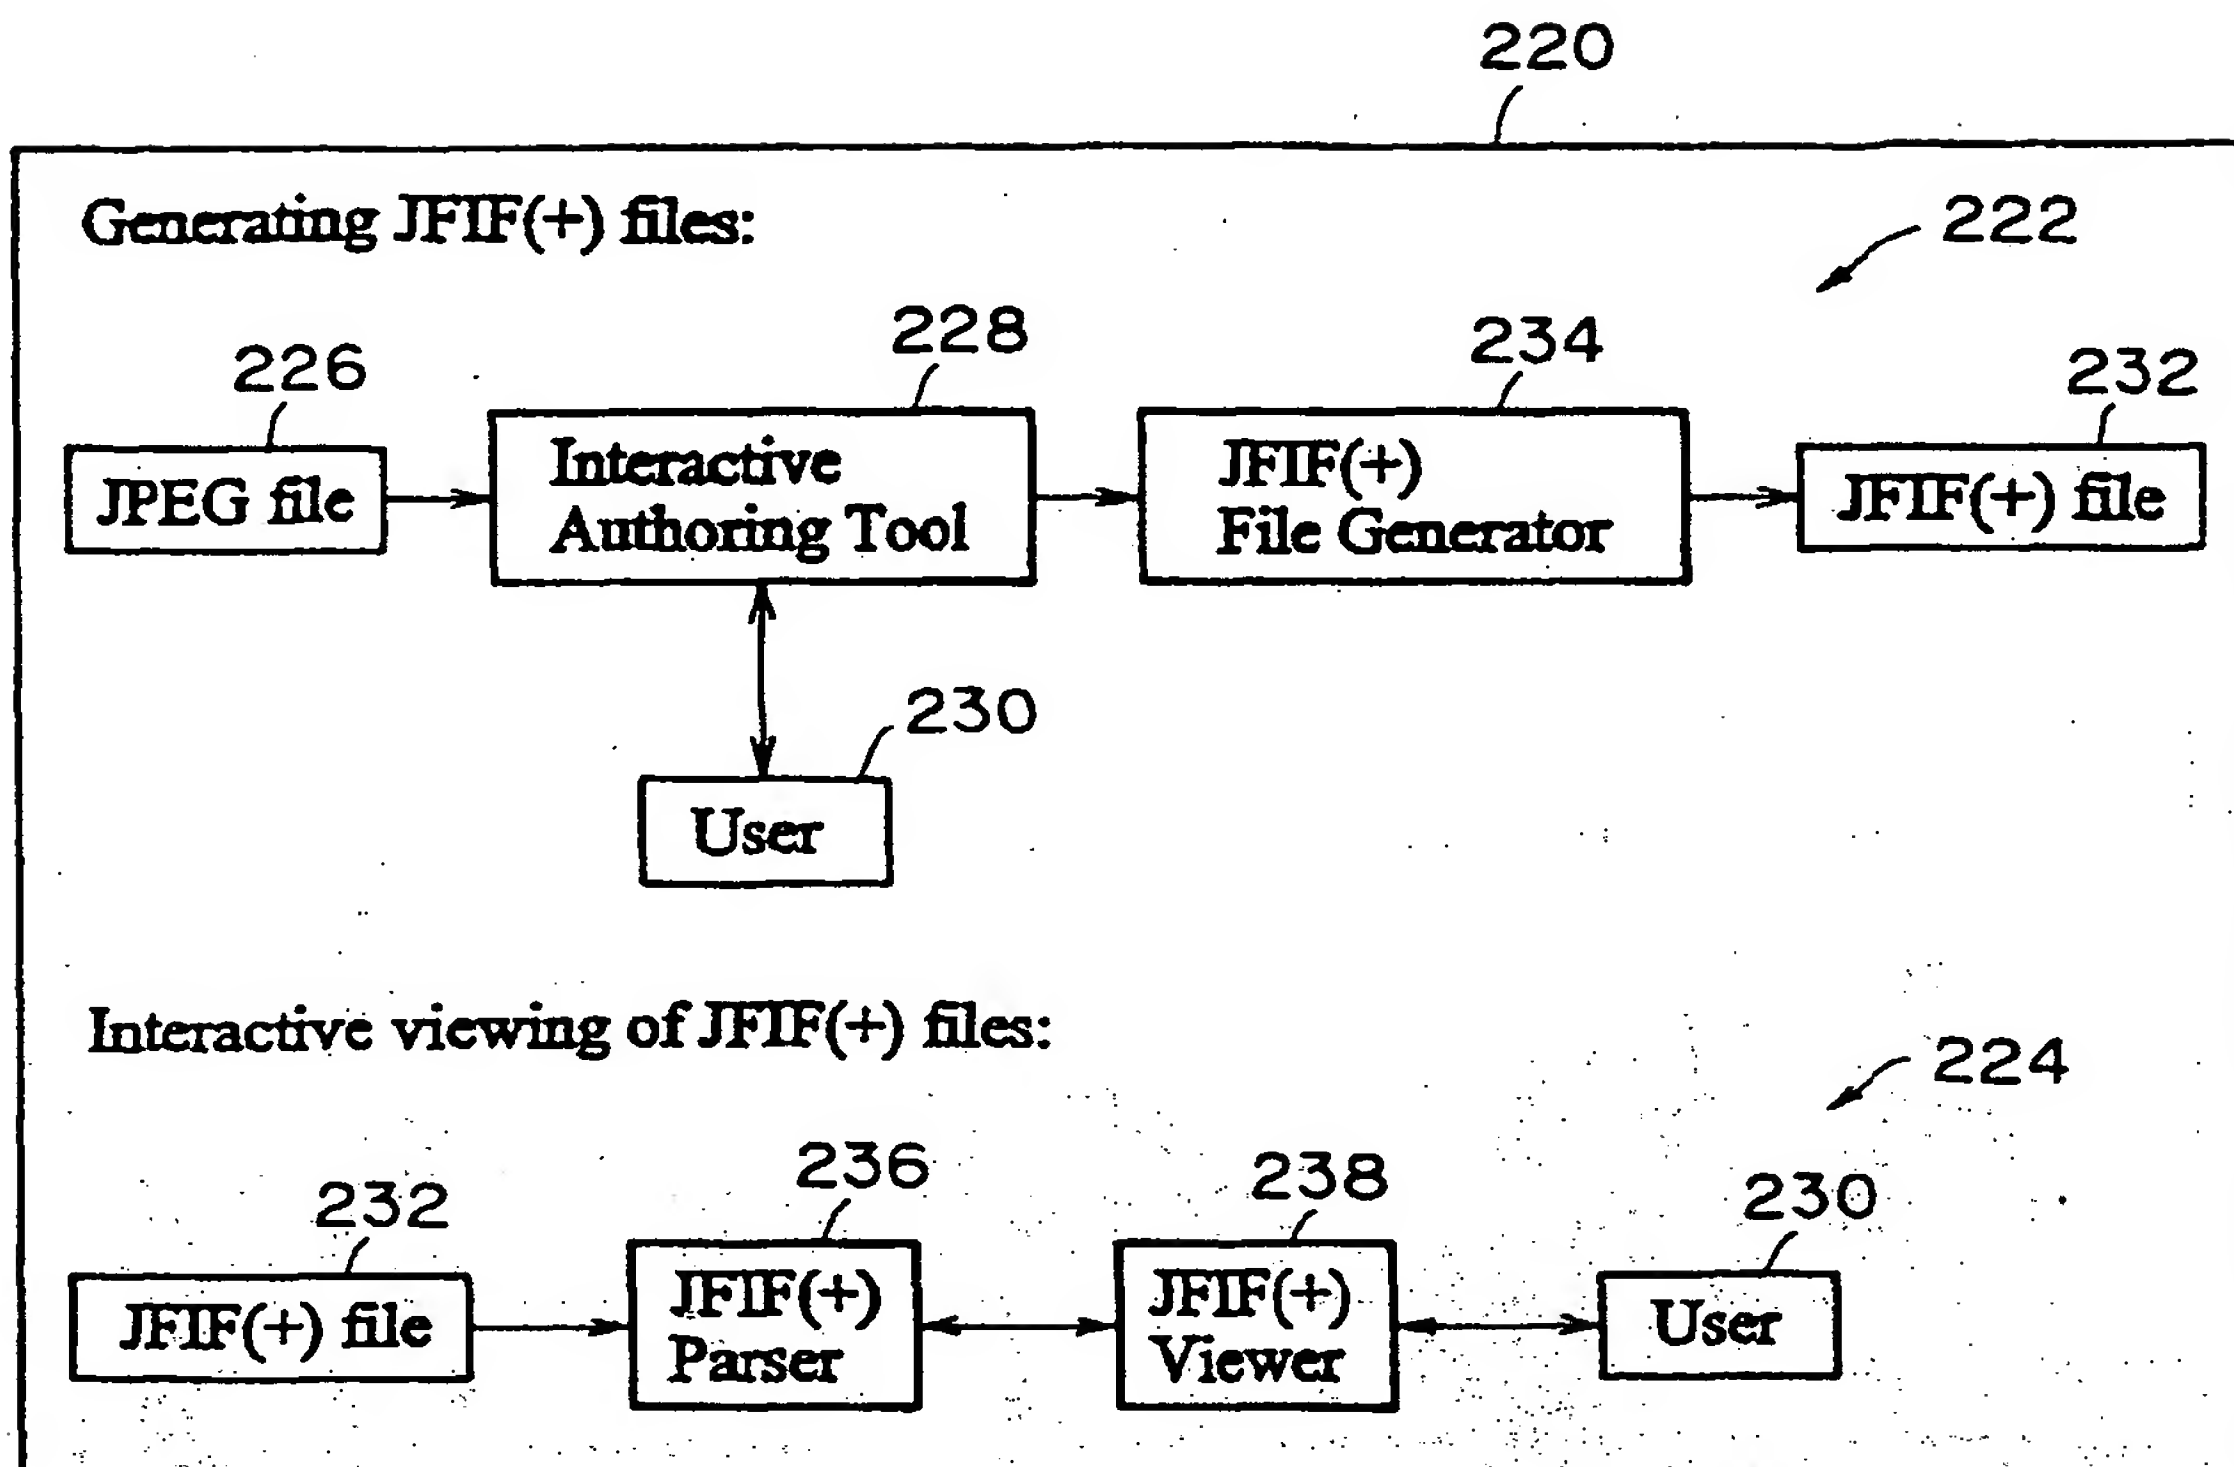 220
Generating JFIF(+) files:
222
226
228
234
232
JPEG file
Interactive
Authoring Tool
JFIF(+)
File Generator
JFIF(+) file
230
User
Interactive viewing of JFIF(+) files:
224
232
236
238
230
JFIF(+) file
JFIF(+)
Parser
JFIF(+)
Viewer
User